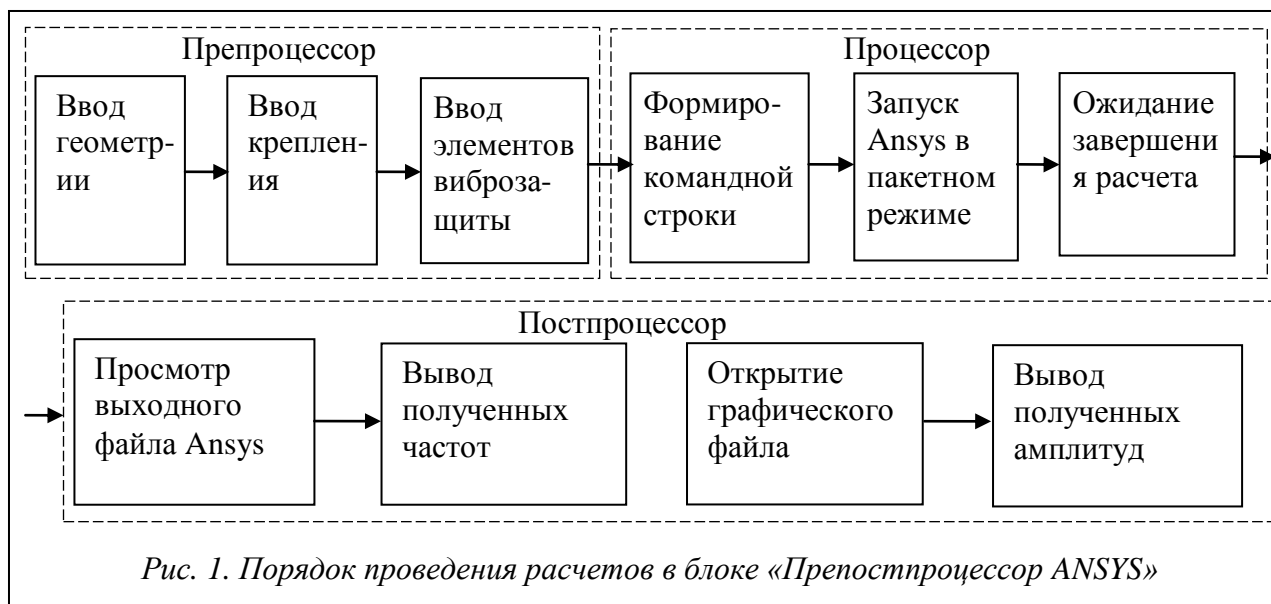 Препроцессор
Ввод
геометр-
ии
Ввод
креплен-
ия
Ввод
элементов
виброза-
щиты
Процессор
Формиро-
вание
командной
строки
Запуск
Ansys в
пакетном
режиме
Ожидание
завершени
я расчета
Постпроцессор
Просмотр
выходного
файла Ansys
Вывод
полученных
частот
Открытие
графического
файла
Вывод
полученных
амплитуд
Рис. 1. Порядок проведения расчетов в блоке «Препостпроцессор ANSYS»